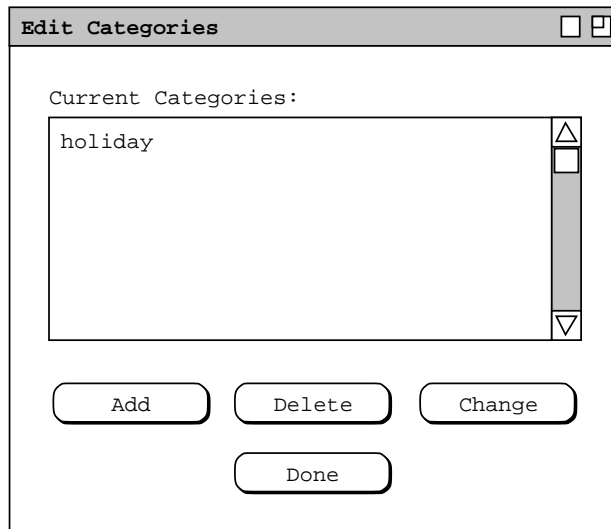 Edit Categories
Current Categories:
holiday
Add Delete Change
Done